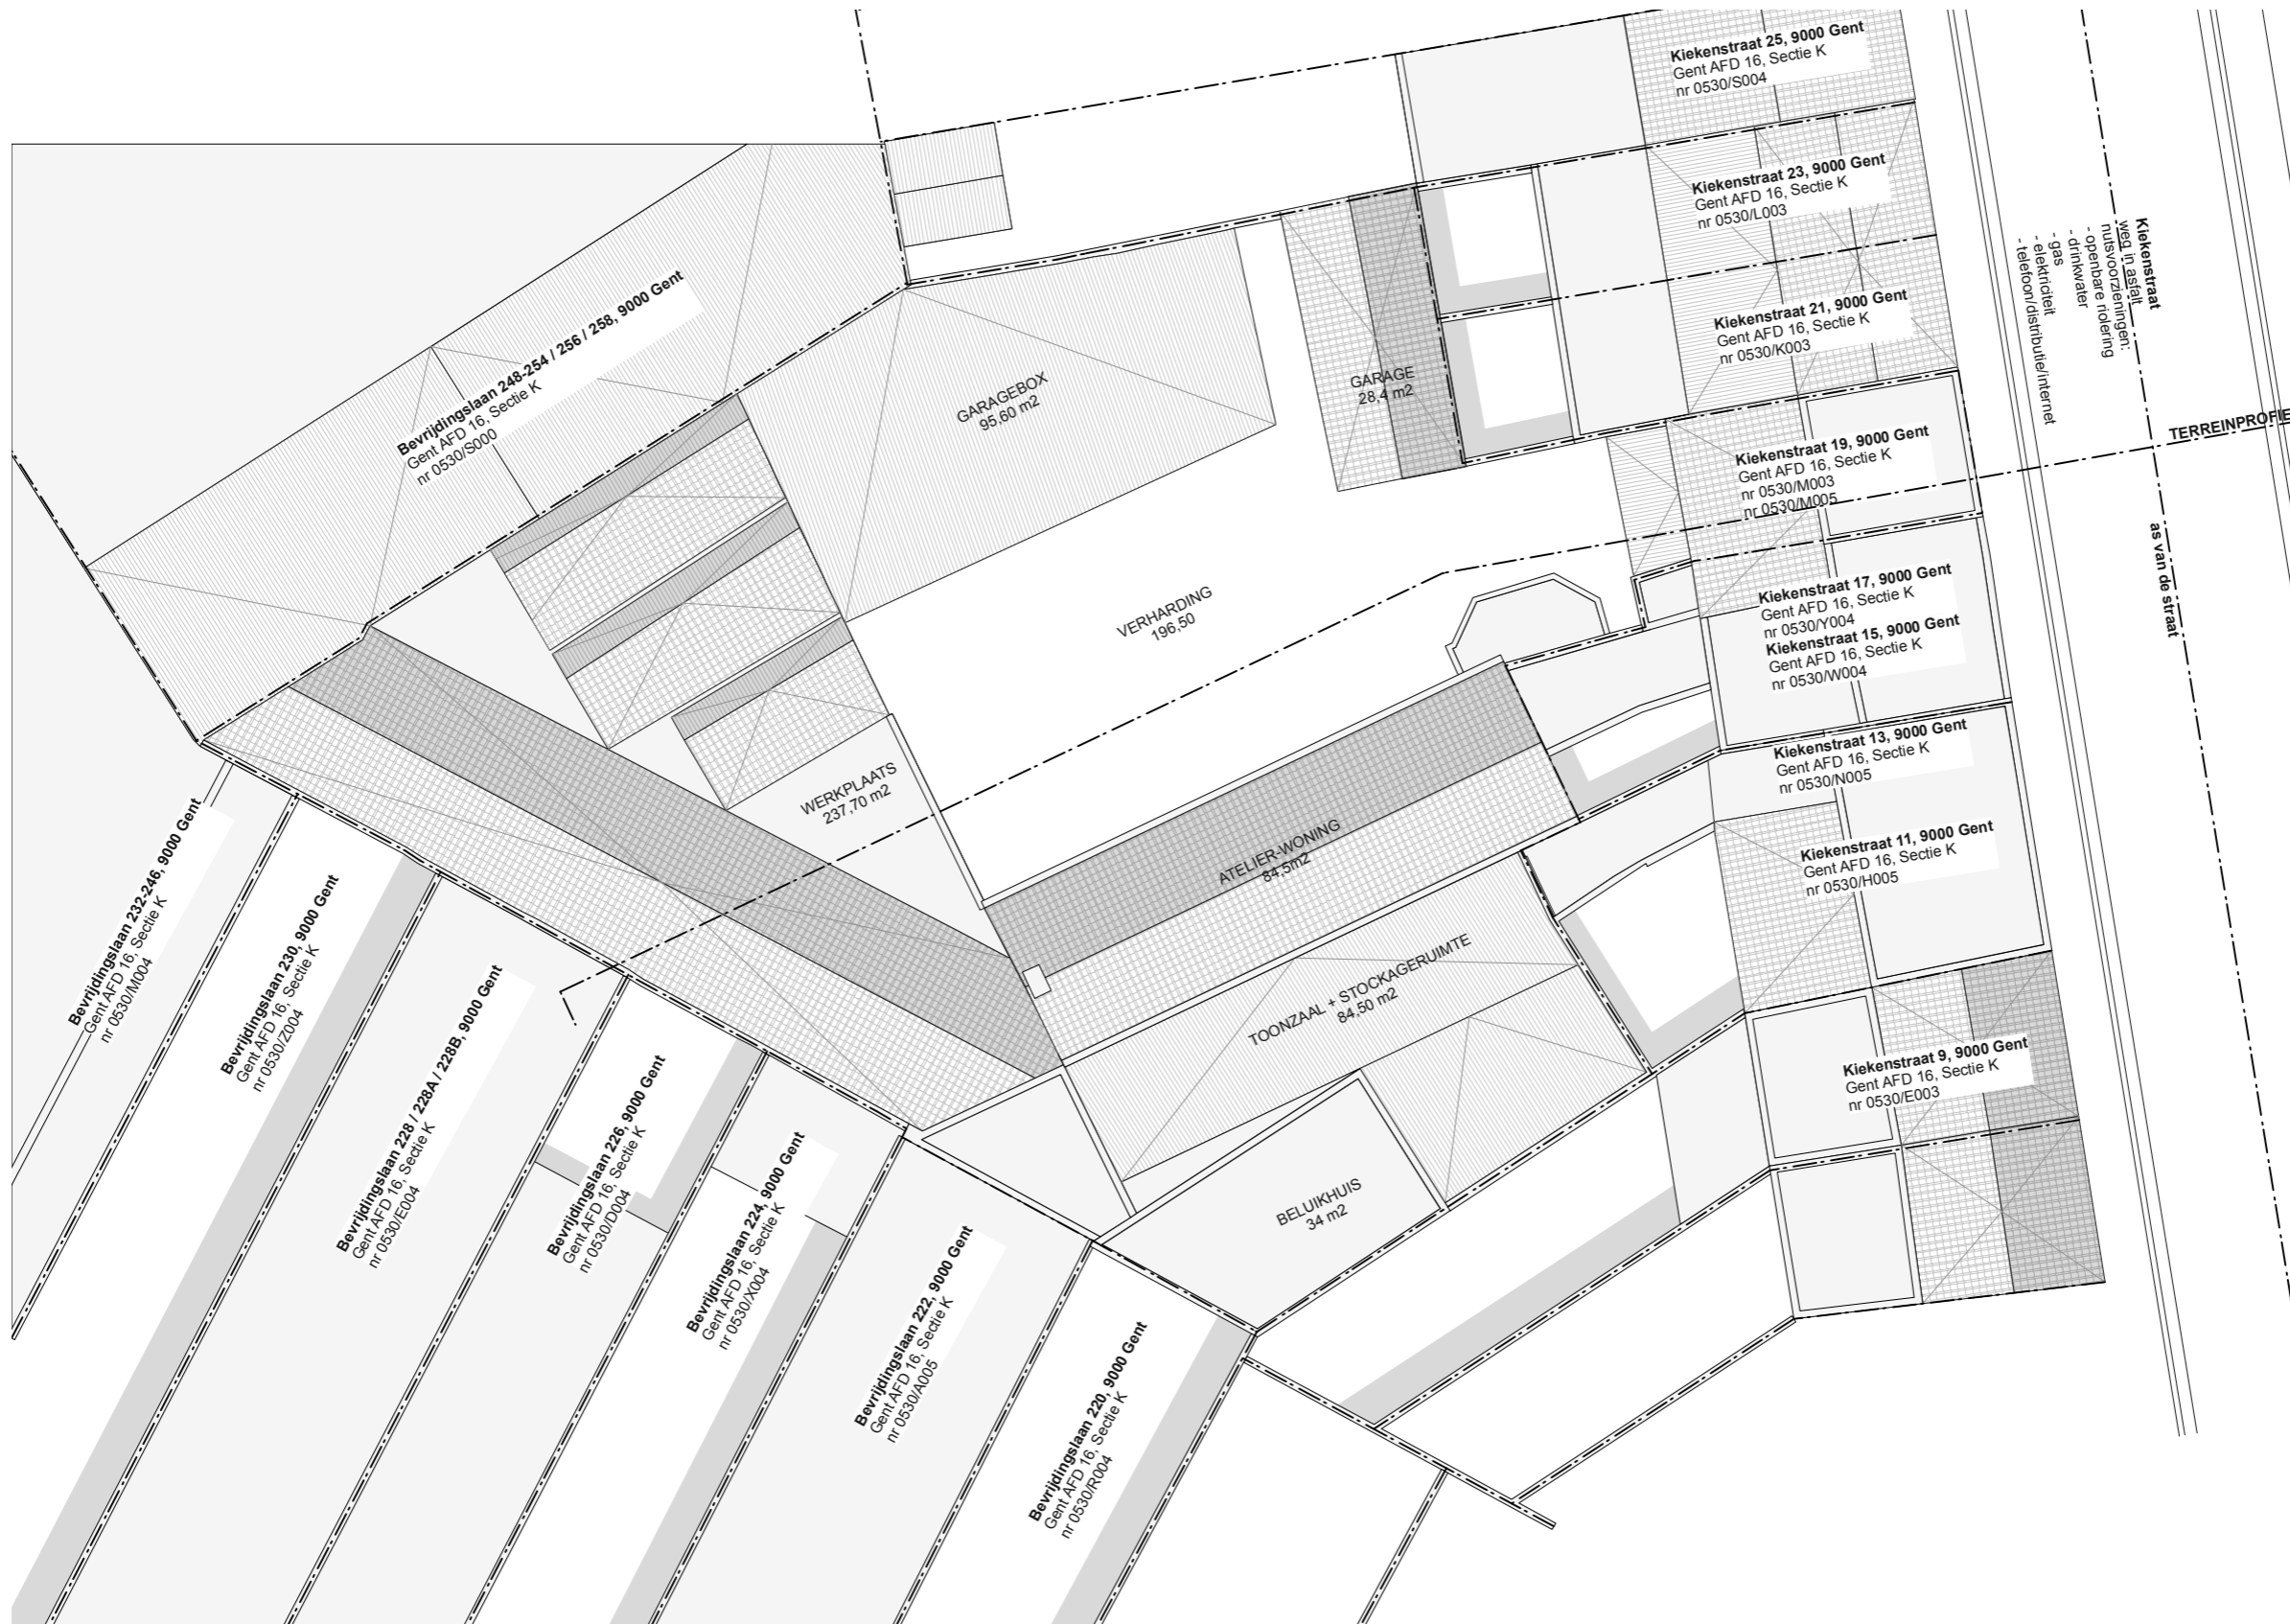 Kiekenstraat 25, 9000 Gent
Gent AFD 16, Sectie K
nr 0530/S004
Kiekenstraat 23, 9000 Gent
Gent AFD 16, Sectie K
nr 0530/L003
Kiekenstraat 21, 9000 Gent
Gent AFD 16, Sectie K
nr 0530/K003
Kiekenstraat
weg in asfalt
nutsvoorzieningen:
- openbare riolering
- drinkwater
- gas
- elektriciteit
- telefoon/distributie/internet
Bevrijdingslaan 248-254 / 256 / 258, 9000 Gent
Gent AFD 16, Sectie K
nr 0530/S000
GARAGEBOX
95,60 m2
GARAGE
28,4 m2
TERREINPROFIE
Kiekenstraat 19, 9000 Gent
Gent AFD 16, Sectie K
nr 0530/M003
nr 0530/M005
as van de straat
VERHARDING
196,50
Kiekenstraat 17, 9000 Gent
Gent AFD 16, Sectie K
nr 0530/Y004
Kiekenstraat 15, 9000 Gent
Gent AFD 16, Sectie K
nr 0530/W004
Kiekenstraat 13, 9000 Gent
Gent AFD 16, Sectie K
nr 0530/N005
WERKPLAATS
237,70 m2
ATELIER-WONING
84,5m2
Kiekenstraat 11, 9000 Gent
Gent AFD 16, Sectie K
nr 0530/H005
TOONZAAL + STOCKAGERUIMTE
84,50 m2
Kiekenstraat 9, 9000 Gent
Gent AFD 16, Sectie K
nr 0530/E003
BELUIKHUIS
34 m2
Bevrijdingslaan 232-246, 9000 Gent
Gent AFD 16, Sectie K
nr 0530/M004
Bevrijdingslaan 230, 9000 Gent
Gent AFD 16, Sectie K
nr 0530/Z004
Bevrijdingslaan 228 / 228A / 228B, 9000 Gent
Gent AFD 16, Sectie K
nr 0530/E004
Bevrijdingslaan 226, 9000 Gent
Gent AFD 16, Sectie K
nr 0530/D004
Bevrijdingslaan 224, 9000 Gent
Gent AFD 16, Sectie K
nr 0530/X004
Bevrijdingslaan 222, 9000 Gent
Gent AFD 16, Sectie K
nr 0530/A005
Bevrijdingslaan 220, 9000 Gent
Gent AFD 16, Sectie K
nr 0530/R004